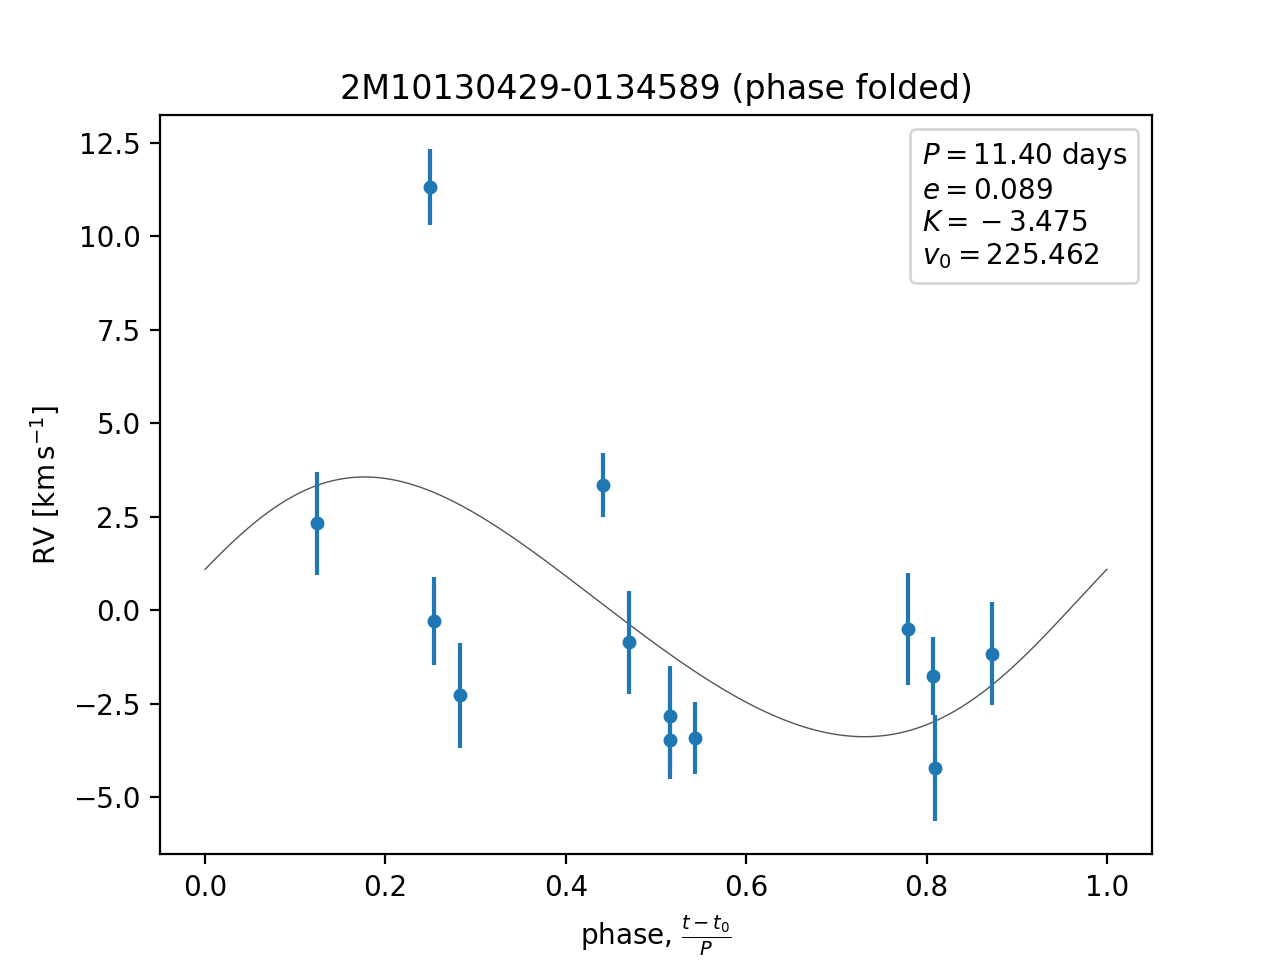 2M10130429-0134589 (phase folded)
P = 11.40 days
e = 0.089
K = −3.475
v₀ = 225.462
12.5
10.0
7.5
5.0
2.5
0.0
−2.5
−5.0
RV [km s⁻¹]
0.0 0.2 0.4 0.6 0.8 1.0
phase, (t − t₀)/P